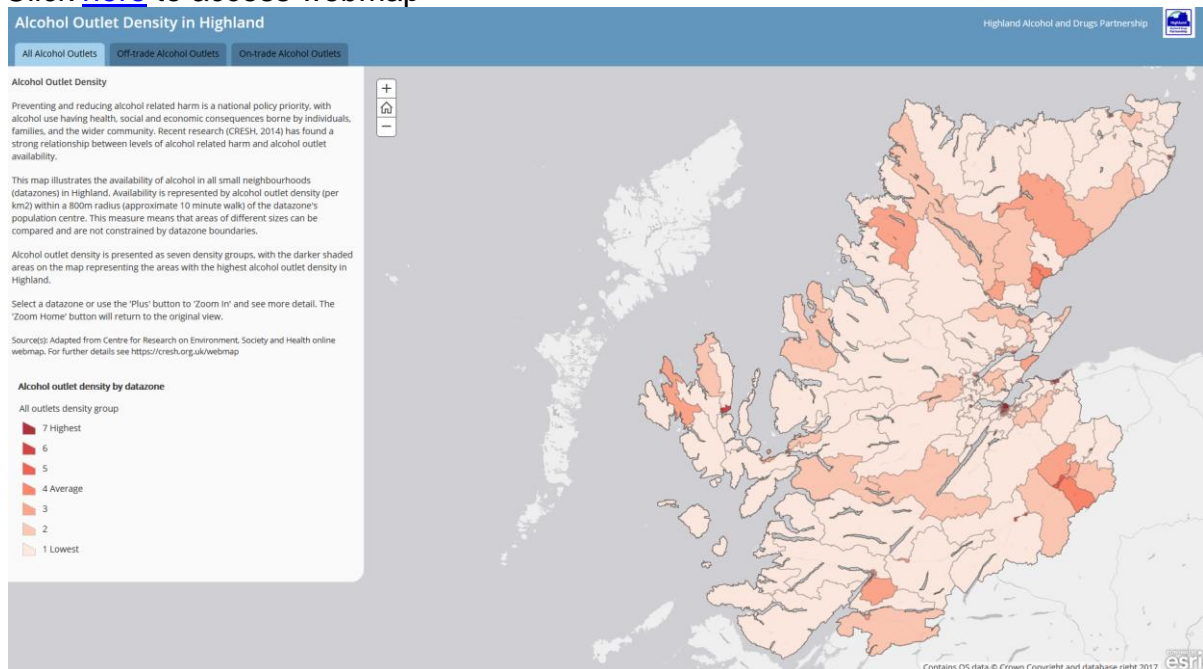 Click here to access webmap
Alcohol Outlet Density in Highland
Highland Alcohol and Drugs Partnership
All Alcohol Outlets
Off-trade Alcohol Outlets
On-trade Alcohol Outlets
Alcohol Outlet Density
Preventing and reducing alcohol related harm is a national policy priority, with
alcohol use having health, social and economic consequences borne by individuals,
families, and the wider community. Recent research (CRESH, 2014) has found a
strong relationship between levels of alcohol related harm and alcohol outlet
availability.
This map illustrates the availability of alcohol in all small neighbourhoods
(datazones) in Highland. Availability is represented by alcohol outlet density (per
km2) within a 800m radius (approximate 10 minute walk) of the datazone's
population centre. This measure means that areas of different sizes can be
compared and are not constrained by datazone boundaries.
Alcohol outlet density is presented as seven density groups, with the darker shaded
areas on the map representing the areas with the highest alcohol outlet density in
Highland.
Select a datazone or use the 'Plus' button to 'Zoom In' and see more detail. The
'Zoom Home' button will return to the original view.
Source(s): Adapted from Centre for Research on Environment, Society and Health online
webmap. For further details see https://cresh.org.uk/webmap
Alcohol outlet density by datazone
All outlets density group
7 Highest
6
5
4 Average
3
2
1 Lowest
+
−
Contains OS data © Crown Copyright and database right 2017
esri